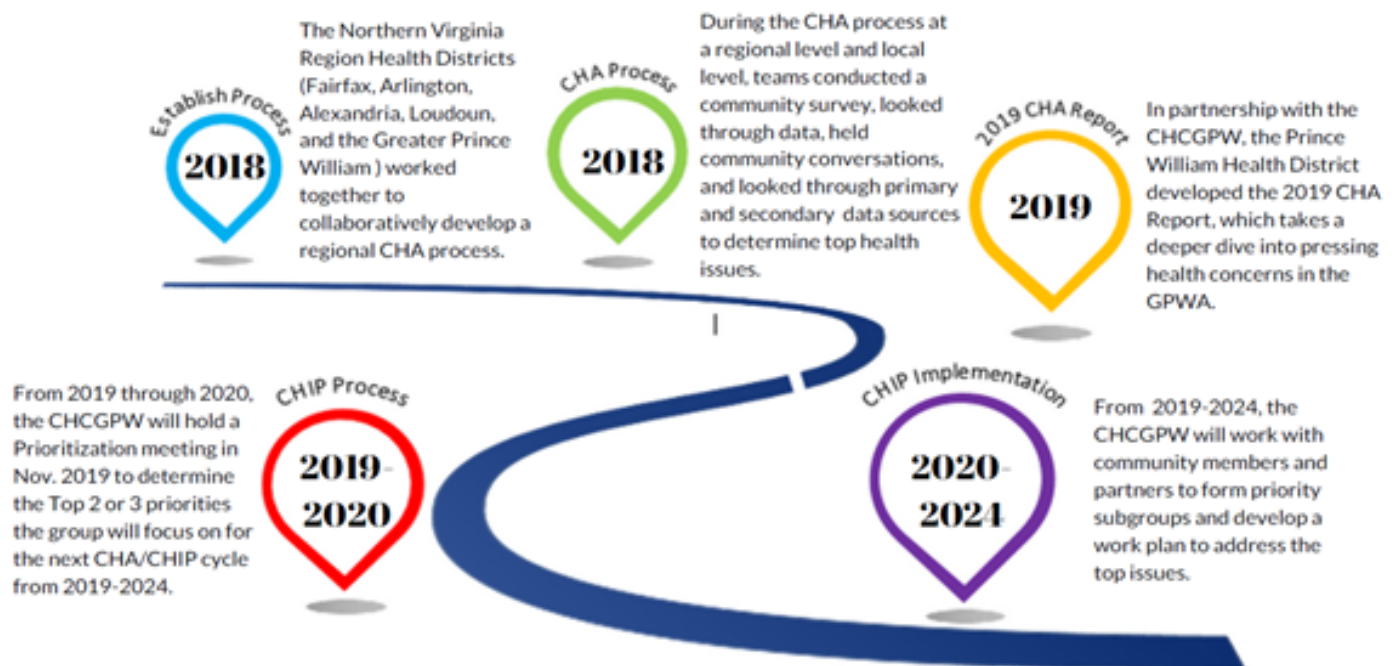 Establish Process
2018
The Northern Virginia
Region Health Districts
(Fairfax, Arlington,
Alexandria, Loudoun,
and the Greater Prince
William ) worked
together to
collaboratively develop a
regional CHA process.
CHA Process
2018
During the CHA process at
a regional level and local
level, teams conducted a
community survey, looked
through data, held
community conversations,
and looked through primary
and secondary data sources
to determine top health
issues.
2019 CHA Report
2019
In partnership with the
CHCGPW, the Prince
William Health District
developed the 2019 CHA
Report, which takes a
deeper dive into pressing
health concerns in the
GPWA.
From 2019 through 2020,
the CHCGPW will hold a
Prioritization meeting in
Nov. 2019 to determine
the Top 2 or 3 priorities
the group will focus on for
the next CHA/CHIP cycle
from 2019-2024.
CHIP Process
2019-
2020
CHIP Implementation
2020-
2024
From 2019-2024, the
CHCGPW will work with
community members and
partners to form priority
subgroups and develop a
work plan to address the
top issues.